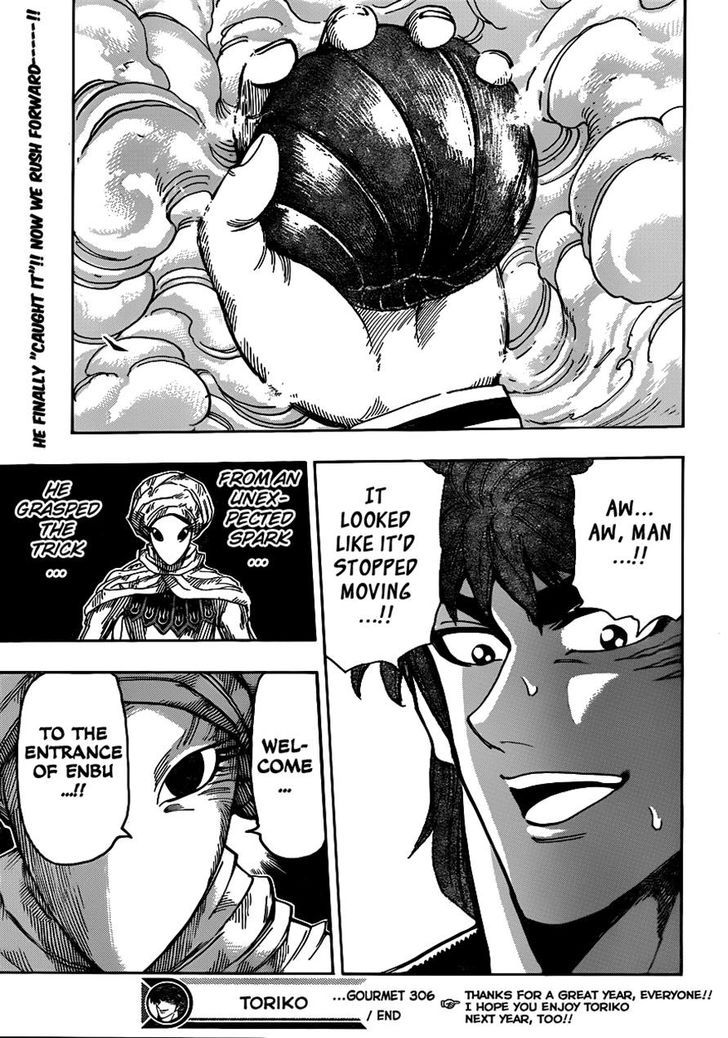 HE FINALLY "CAUGHT IT"!! NOW WE RUSH FORWARD-----!!
AW...
AW, MAN
...!!
IT
LOOKED
LIKE IT'D
STOPPED
MOVING
...!!
FROM AN
UNEX-
PECTED
SPARK
...
HE
GRASPED
THE
TRICK
...
WEL-
COME
...
TO THE
ENTRANCE
OF ENBU
...!!
TORIKO
...GOURMET 306
/ END
THANKS FOR A GREAT YEAR, EVERYONE!!
I HOPE YOU ENJOY TORIKO
NEXT YEAR, TOO!!